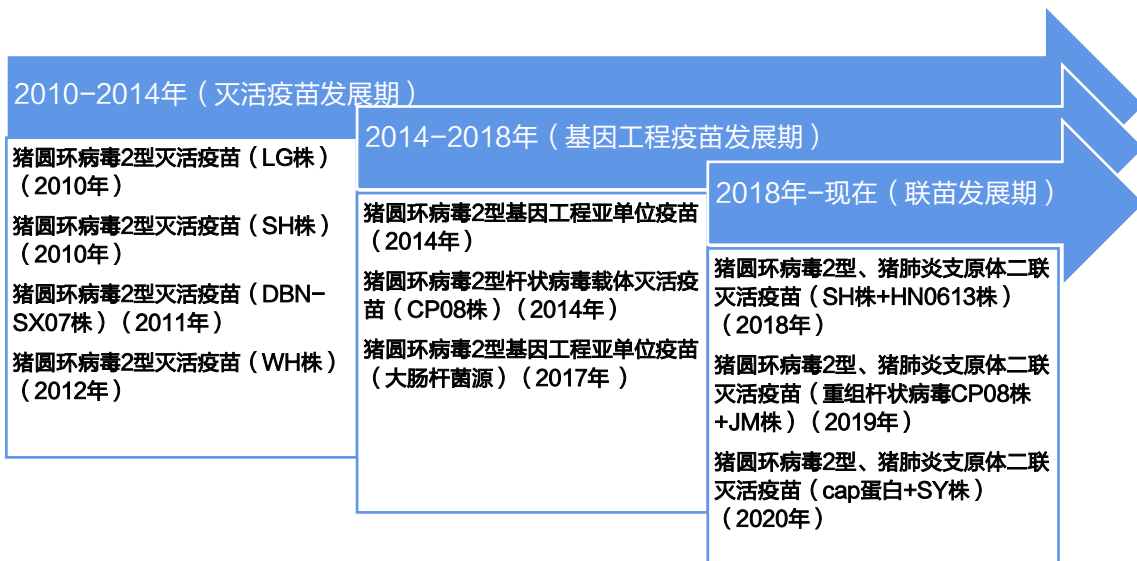 2010-2014年（灭活疫苗发展期）
猪圆环病毒2型灭活疫苗（LG株）
（2010年）
猪圆环病毒2型灭活疫苗（SH株）
（2010年）
猪圆环病毒2型灭活疫苗（DBN-
SX07株）（2011年）
猪圆环病毒2型灭活疫苗（WH株）
（2012年）
2014-2018年（基因工程疫苗发展期）
猪圆环病毒2型基因工程亚单位疫苗
（2014年）
猪圆环病毒2型杆状病毒载体灭活疫
苗（CP08株）（2014年）
猪圆环病毒2型基因工程亚单位疫苗
（大肠杆菌源）（2017年 ）
2018年-现在（联苗发展期）
猪圆环病毒2型、猪肺炎支原体二联
灭活疫苗（SH株+HN0613株）
（2018年）
猪圆环病毒2型、猪肺炎支原体二联
灭活疫苗（重组杆状病毒CP08株
+JM株）（2019年）
猪圆环病毒2型、猪肺炎支原体二联
灭活疫苗（cap蛋白+SY株）
（2020年）